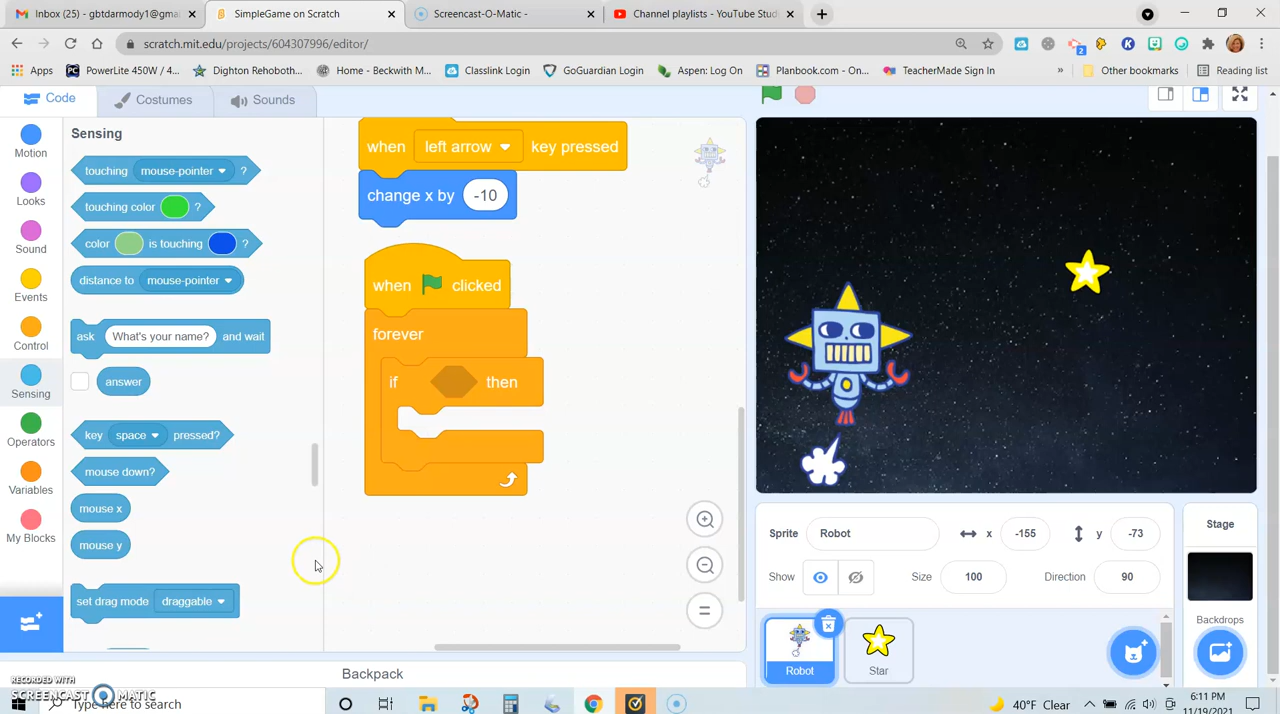 Inbox (25) - gbtdarmody1@gmai
SimpleGame on Scratch
Screencast-O-Matic -
Channel playlists - YouTube Stud
scratch.mit.edu/projects/604307996/editor/
Apps
PowerLite 450W / 4...
Dighton Rehoboth...
Home - Beckwith M...
Classlink Login
GoGuardian Login
Aspen: Log On
Planbook.com - On...
TeacherMade Sign In
»
Other bookmarks
Reading list
Code
Costumes
Sounds
Motion
Looks
Sound
Events
Control
Sensing
Operators
Variables
My Blocks
Sensing
touching mouse-pointer ?
touching color ?
color is touching ?
distance to mouse-pointer
ask What's your name? and wait
answer
key space pressed?
mouse down?
mouse x
mouse y
set drag mode draggable
when left arrow key pressed
change x by -10
when clicked
forever
if then
Backpack
Sprite Robot x -155 y -73
Show Size 100 Direction 90
Robot
Star
Stage
Backdrops
RECORDED WITH
SCREENCAST MATIC
Type here to search
40°F Clear
6:11 PM
11/19/2021